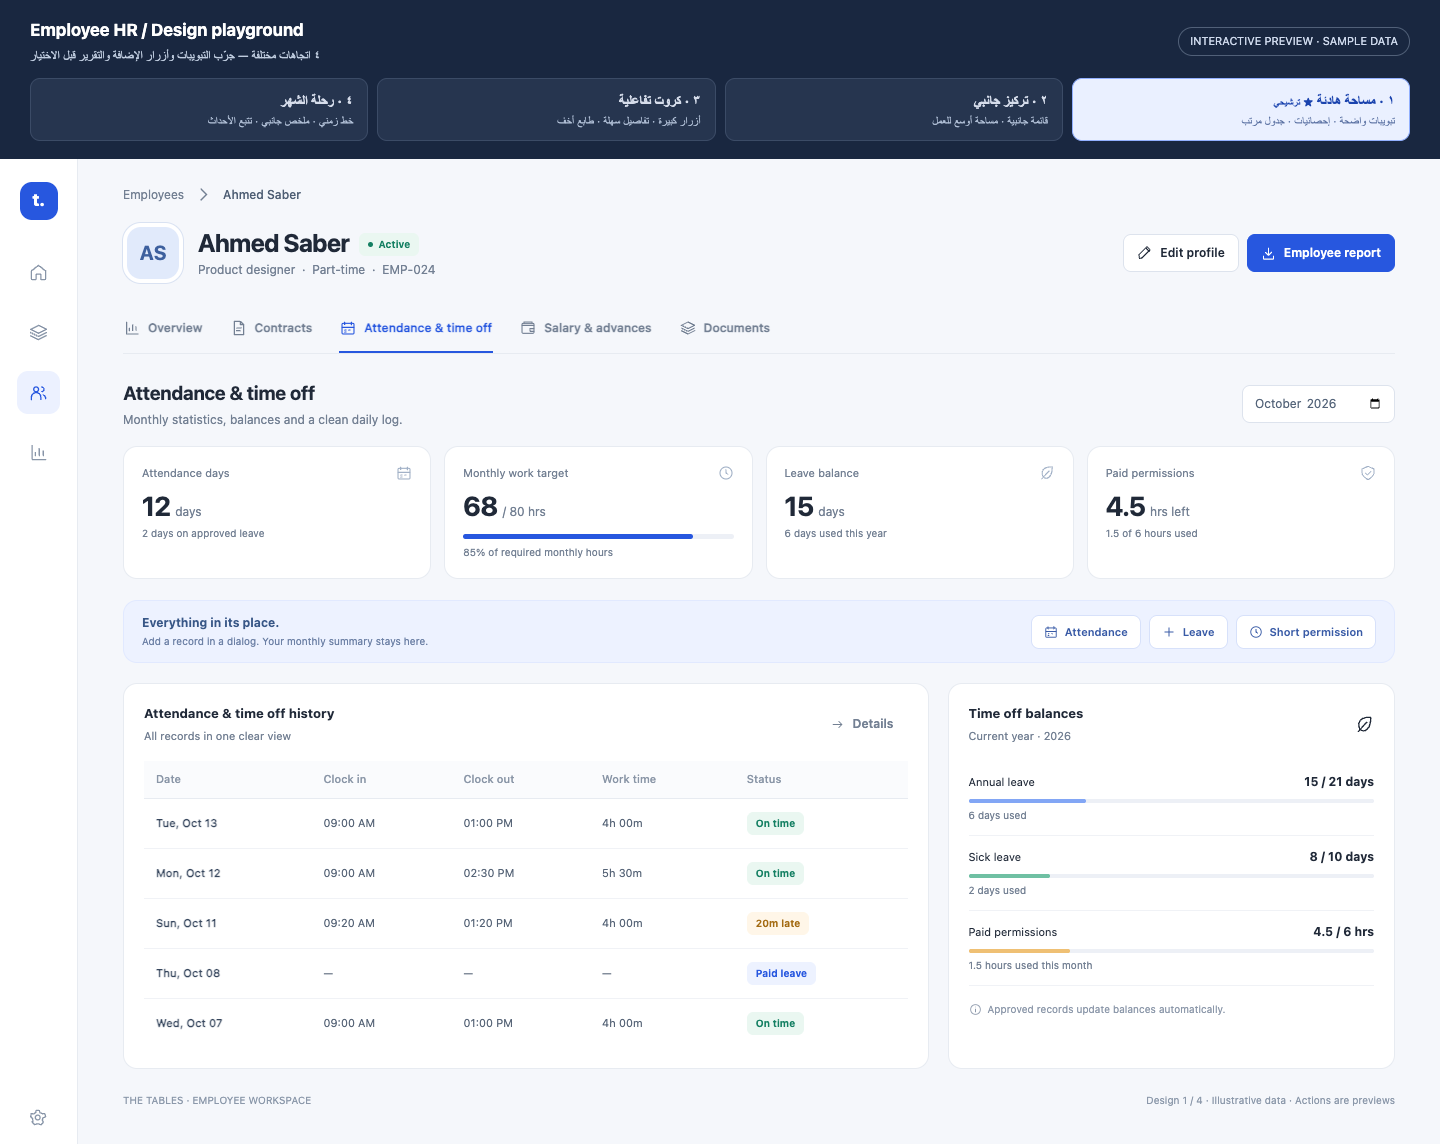 Employee HR / Design playground
٤ اتجاهات مختلفة — جرّب التبويبات وأزرار الإضافة والتقرير قبل الاختيار
INTERACTIVE PREVIEW · SAMPLE DATA
٠١ · مساحة هادئة ★ ترشيحي
تبويبات واضحة · إحصائيات · جدول مرتب
٠٢ · تركيز جانبي
قائمة جانبية · مساحة أوسع للعمل
٠٣ · كروت تفاعلية
أزرار كبيرة · تفاصيل سهلة · طابع أخف
٠٤ · رحلة الشهر
خط زمني · ملخص جانبي · تتبع الأحداث
t.
Employees > Ahmed Saber
AS
Ahmed Saber
• Active
Product designer · Part-time · EMP-024
Edit profile
Employee report
Overview
Contracts
Attendance & time off
Salary & advances
Documents
Attendance & time off
Monthly statistics, balances and a clean daily log.
October 2026
Attendance days
12 days
2 days on approved leave
Monthly work target
68 / 80 hrs
85% of required monthly hours
Leave balance
15 days
6 days used this year
Paid permissions
4.5 hrs left
1.5 of 6 hours used
Everything in its place.
Add a record in a dialog. Your monthly summary stays here.
Attendance
+ Leave
Short permission
Attendance & time off history
All records in one clear view
→ Details
Date Clock in Clock out Work time Status
Tue, Oct 13 09:00 AM 01:00 PM 4h 00m On time
Mon, Oct 12 09:00 AM 02:30 PM 5h 30m On time
Sun, Oct 11 09:20 AM 01:20 PM 4h 00m 20m late
Thu, Oct 08 — — — Paid leave
Wed, Oct 07 09:00 AM 01:00 PM 4h 00m On time
Time off balances
Current year · 2026
Annual leave 15 / 21 days
6 days used
Sick leave 8 / 10 days
2 days used
Paid permissions 4.5 / 6 hrs
1.5 hours used this month
Approved records update balances automatically.
THE TABLES · EMPLOYEE WORKSPACE
Design 1 / 4 · Illustrative data · Actions are previews